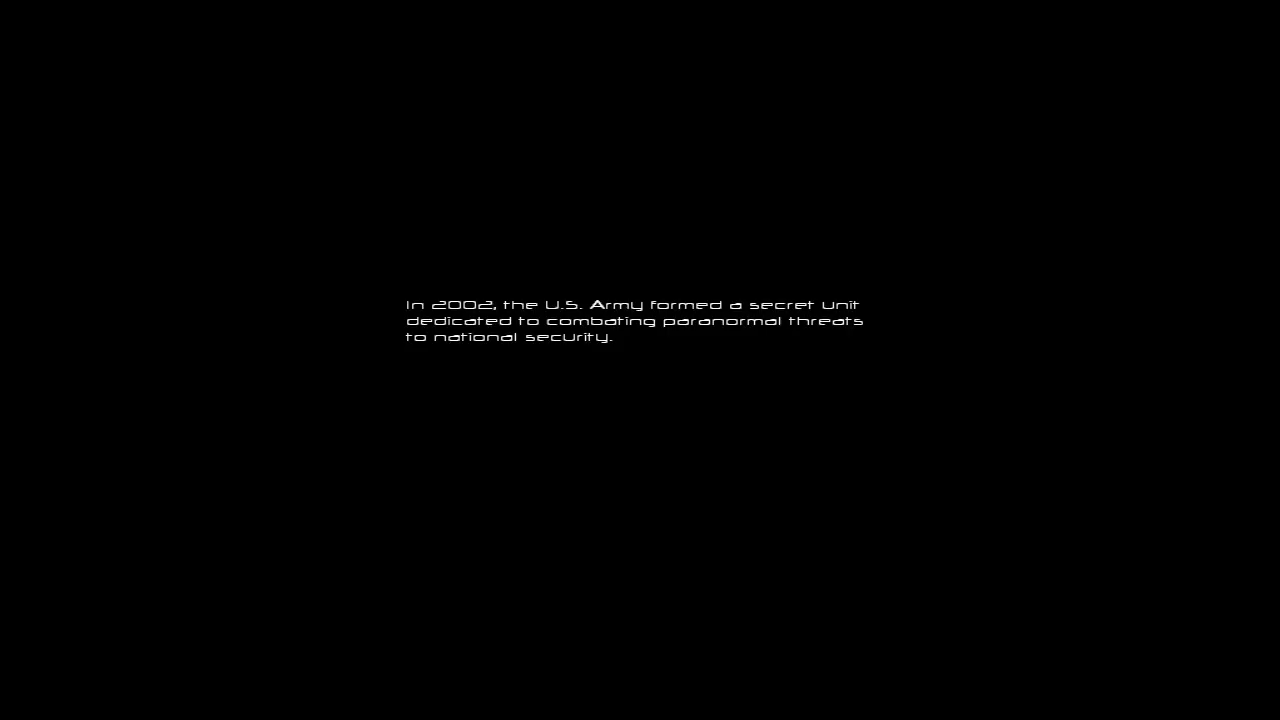 In 2002, the U.S. Army formed a secret unit
dedicated to combating paranormal threats
to national security.